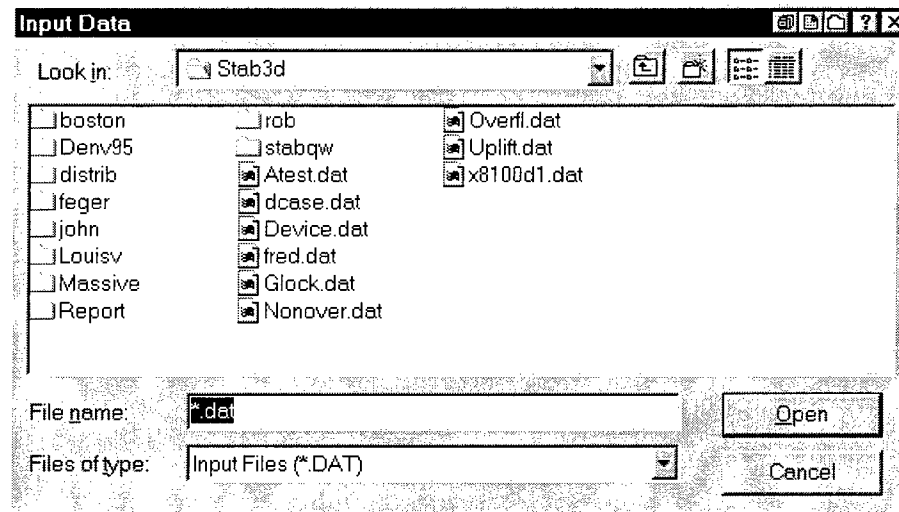 Input Data
Look in: Stab3d
boston
Denv95
distrib
feger
john
Louisv
Massive
Report
rob
stabqw
Atest.dat
dcase.dat
Device.dat
fred.dat
Glock.dat
Nonover.dat
Overfl.dat
Uplift.dat
x8100d1.dat
File name: *.dat
Open
Files of type: Input Files (*.DAT)
Cancel